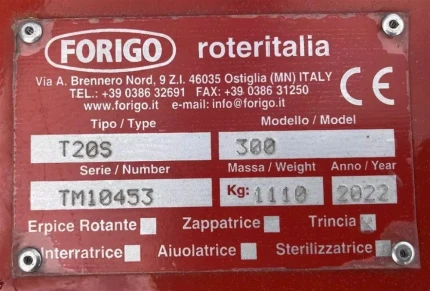 FORIGO roteritalia
Via A. Brennero Nord, 9 Z.I. 46035 Ostiglia (MN) ITALY
TEL.: +39 0386 32691 FAX: +39 0386 31250
www.forigo.it e-mail: info@forigo.it
CE
Tipo / Type Modello / Model
T20S 300
Serie / Number Massa / Weight Anno / Year
TM10453 Kg: 1110 2022
Erpice Rotante Zappatrice Trincia
Interratrice Aiuolatrice Sterilizzatrice